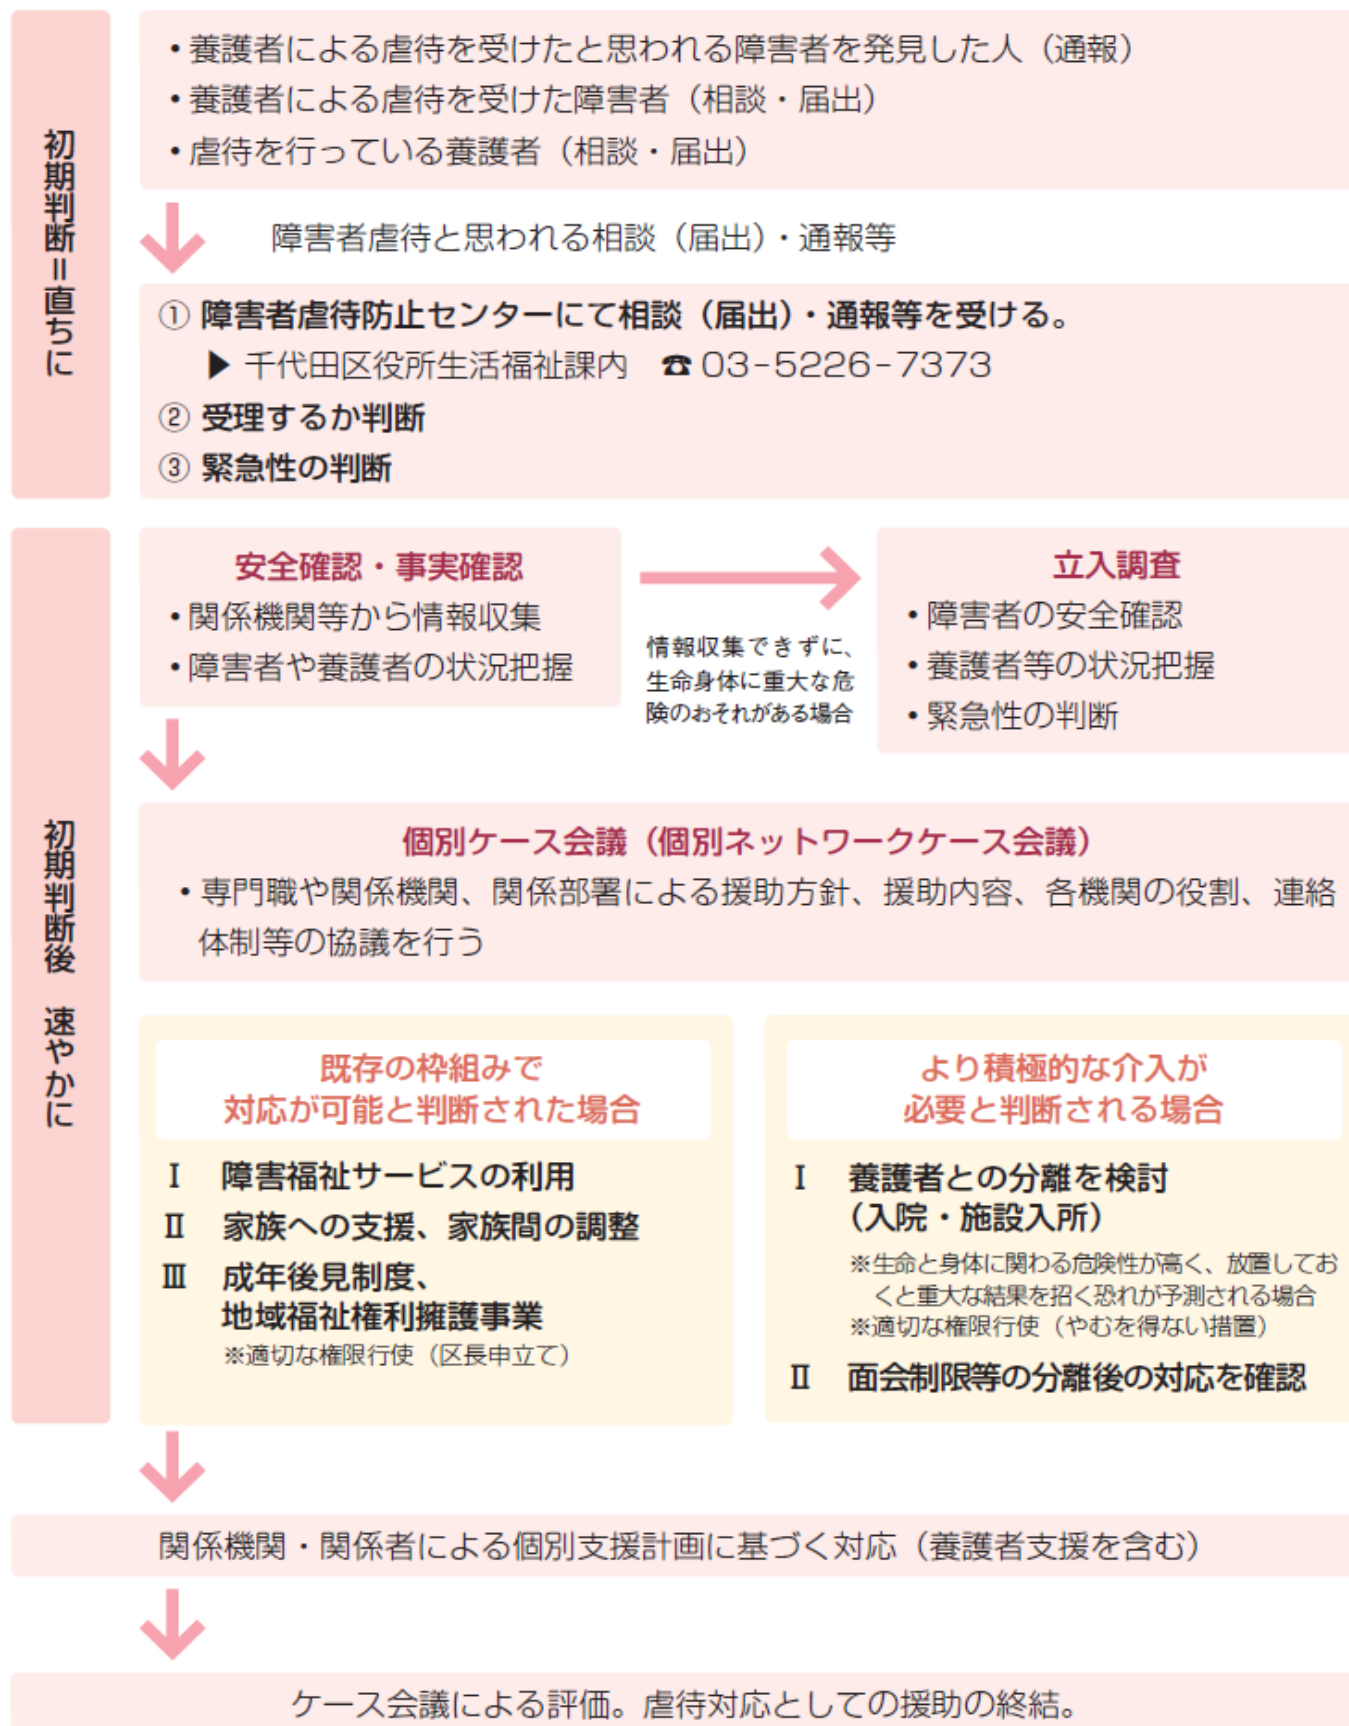 初期判断＝直ちに
・養護者による虐待を受けたと思われる障害者を発見した人（通報）
・養護者による虐待を受けた障害者（相談・届出）
・虐待を行っている養護者（相談・届出）
障害者虐待と思われる相談（届出）・通報等
① 障害者虐待防止センターにて相談（届出）・通報等を受ける。
▶ 千代田区役所生活福祉課内 ☎ 03-5226-7373
② 受理するか判断
③ 緊急性の判断
初期判断後 速やかに
安全確認・事実確認
・関係機関等から情報収集
・障害者や養護者の状況把握
情報収集できずに、
生命身体に重大な危
険のおそれがある場合
立入調査
・障害者の安全確認
・養護者等の状況把握
・緊急性の判断
個別ケース会議（個別ネットワークケース会議）
・専門職や関係機関、関係部署による援助方針、援助内容、各機関の役割、連絡
体制等の協議を行う
既存の枠組みで
対応が可能と判断された場合
Ⅰ 障害福祉サービスの利用
Ⅱ 家族への支援、家族間の調整
Ⅲ 成年後見制度、
地域福祉権利擁護事業
※適切な権限行使（区長申立て）
より積極的な介入が
必要と判断される場合
Ⅰ 養護者との分離を検討
（入院・施設入所）
※生命と身体に関わる危険性が高く、放置してお
くと重大な結果を招く恐れが予測される場合
※適切な権限行使（やむを得ない措置）
Ⅱ 面会制限等の分離後の対応を確認
関係機関・関係者による個別支援計画に基づく対応（養護者支援を含む）
ケース会議による評価。虐待対応としての援助の終結。